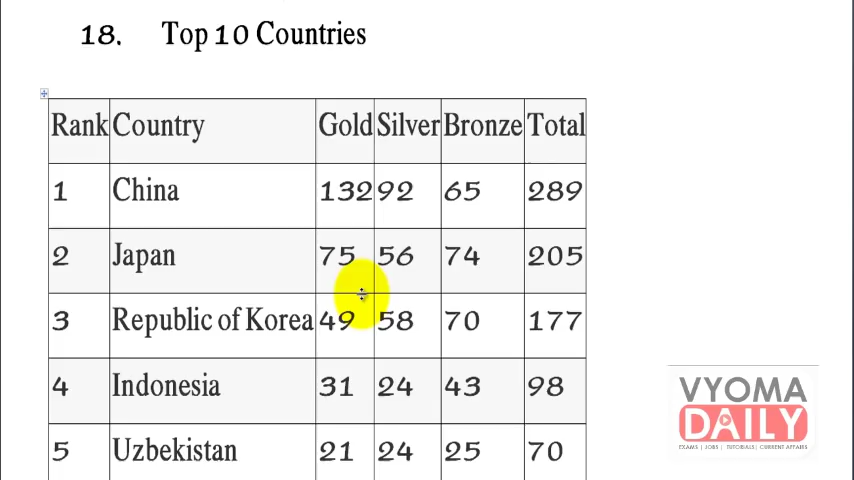 18. Top 10 Countries
Rank Country Gold Silver Bronze Total
1 China 132 92 65 289
2 Japan 75 56 74 205
3 Republic of Korea 49 58 70 177
4 Indonesia 31 24 43 98
5 Uzbekistan 21 24 25 70
VYOMA
DAILY
EXAMS | JOBS | TUTORIALS | CURRENT AFFAIRS